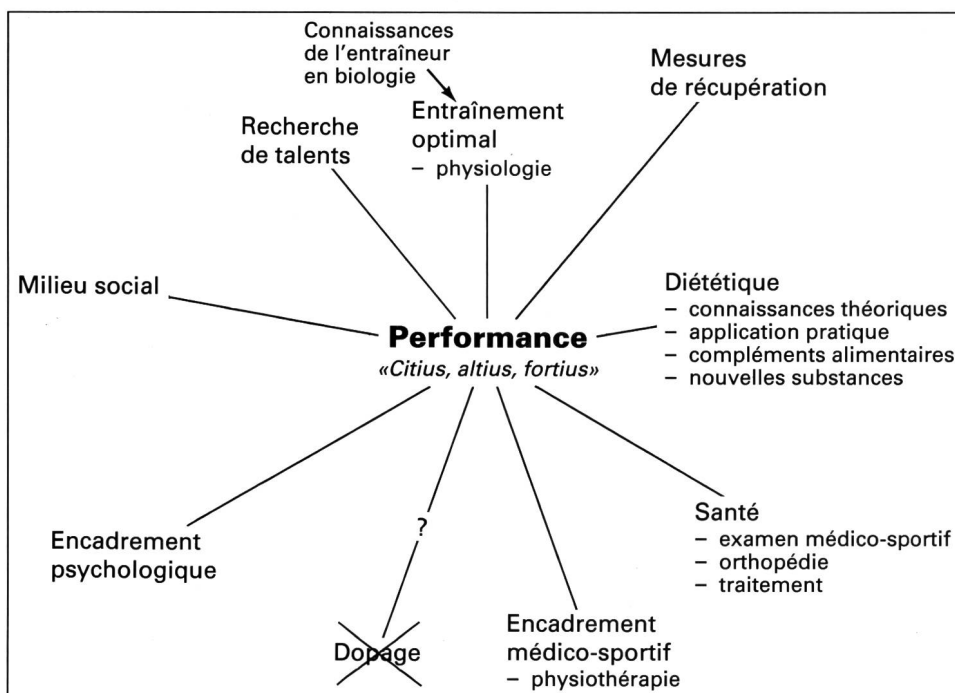 Connaissances
de l'entraîneur
en biologie
Entraînement
optimal
– physiologie
Mesures
de récupération
Recherche
de talents
Milieu social
Diététique
– connaissances théoriques
– application pratique
– compléments alimentaires
– nouvelles substances
Performance
«Citius, altius, fortius»
Santé
– examen médico-sportif
– orthopédie
– traitement
?
Encadrement
psychologique
Dopage
Encadrement
médico-sportif
– physiothérapie